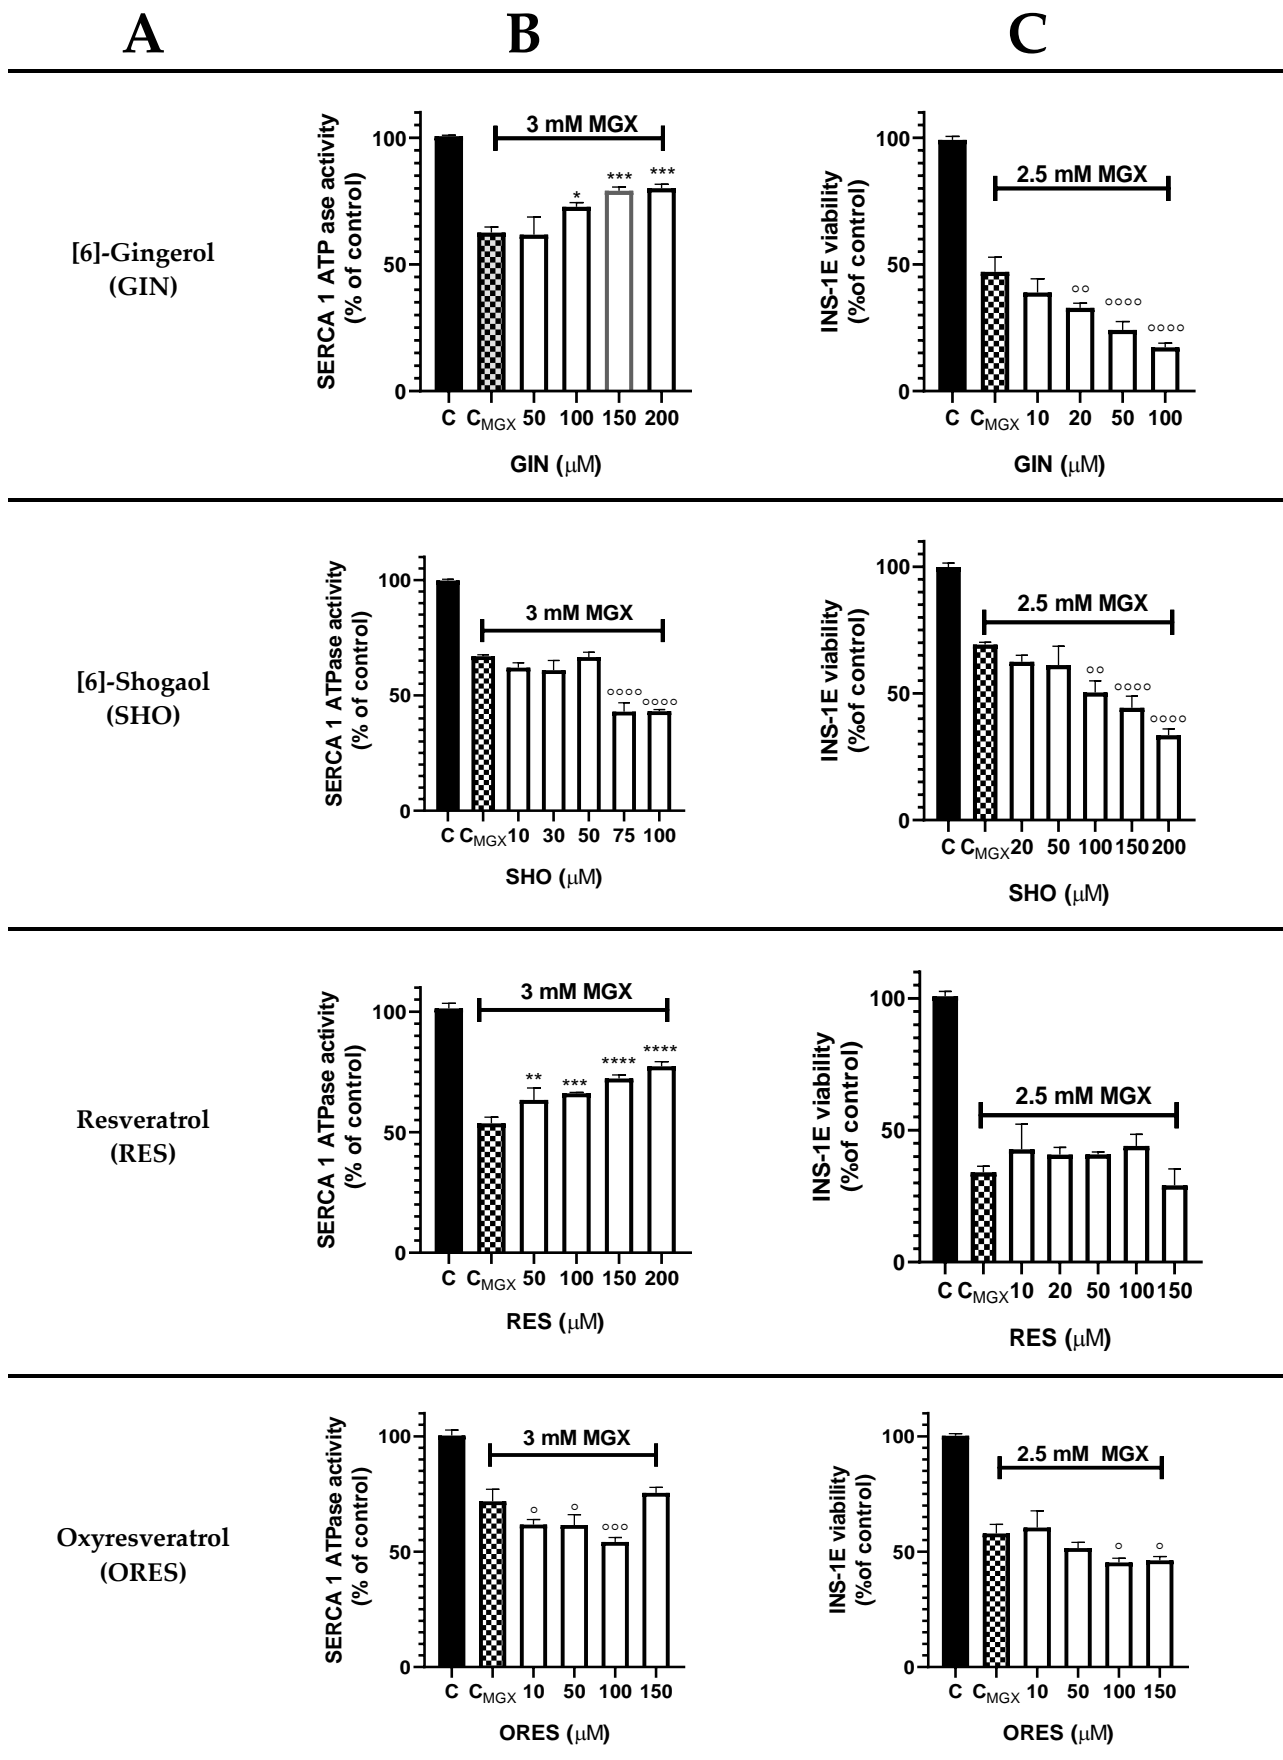 A B C
[6]-Gingerol
(GIN)
SERCA 1 ATP ase activity
(% of control)
3 mM MGX
100
50
0
*
***
***
C CMGX 50 100 150 200
GIN (μM)
INS-1E viability
(%of control)
2.5 mM MGX
100
50
0
°°
°°°°
°°°°
C CMGX 10 20 50 100
GIN (μM)
[6]-Shogaol
(SHO)
SERCA 1 ATPase activity
(% of control)
3 mM MGX
100
50
0
°°°°
°°°°
C CMGX 10 30 50 75 100
SHO (μM)
INS-1E viability
(%of control)
2.5 mM MGX
100
50
0
°°
°°°°
°°°°
C CMGX 20 50 100 150 200
SHO (μM)
Resveratrol
(RES)
SERCA 1 ATPase activity
(% of control)
3 mM MGX
100
50
0
**
***
****
****
C CMGX 50 100 150 200
RES (μM)
INS-1E viability
(%of control)
2.5 mM MGX
100
50
0
C CMGX 10 20 50 100 150
RES (μM)
Oxyresveratrol
(ORES)
SERCA 1 ATPase activity
(% of control)
3 mM MGX
100
50
0
°
°
°°°
C CMGX 10 50 100 150
ORES (μM)
INS-1E viability
(%of control)
2.5 mM MGX
100
50
0
°
°
C CMGX 10 50 100 150
ORES (μM)